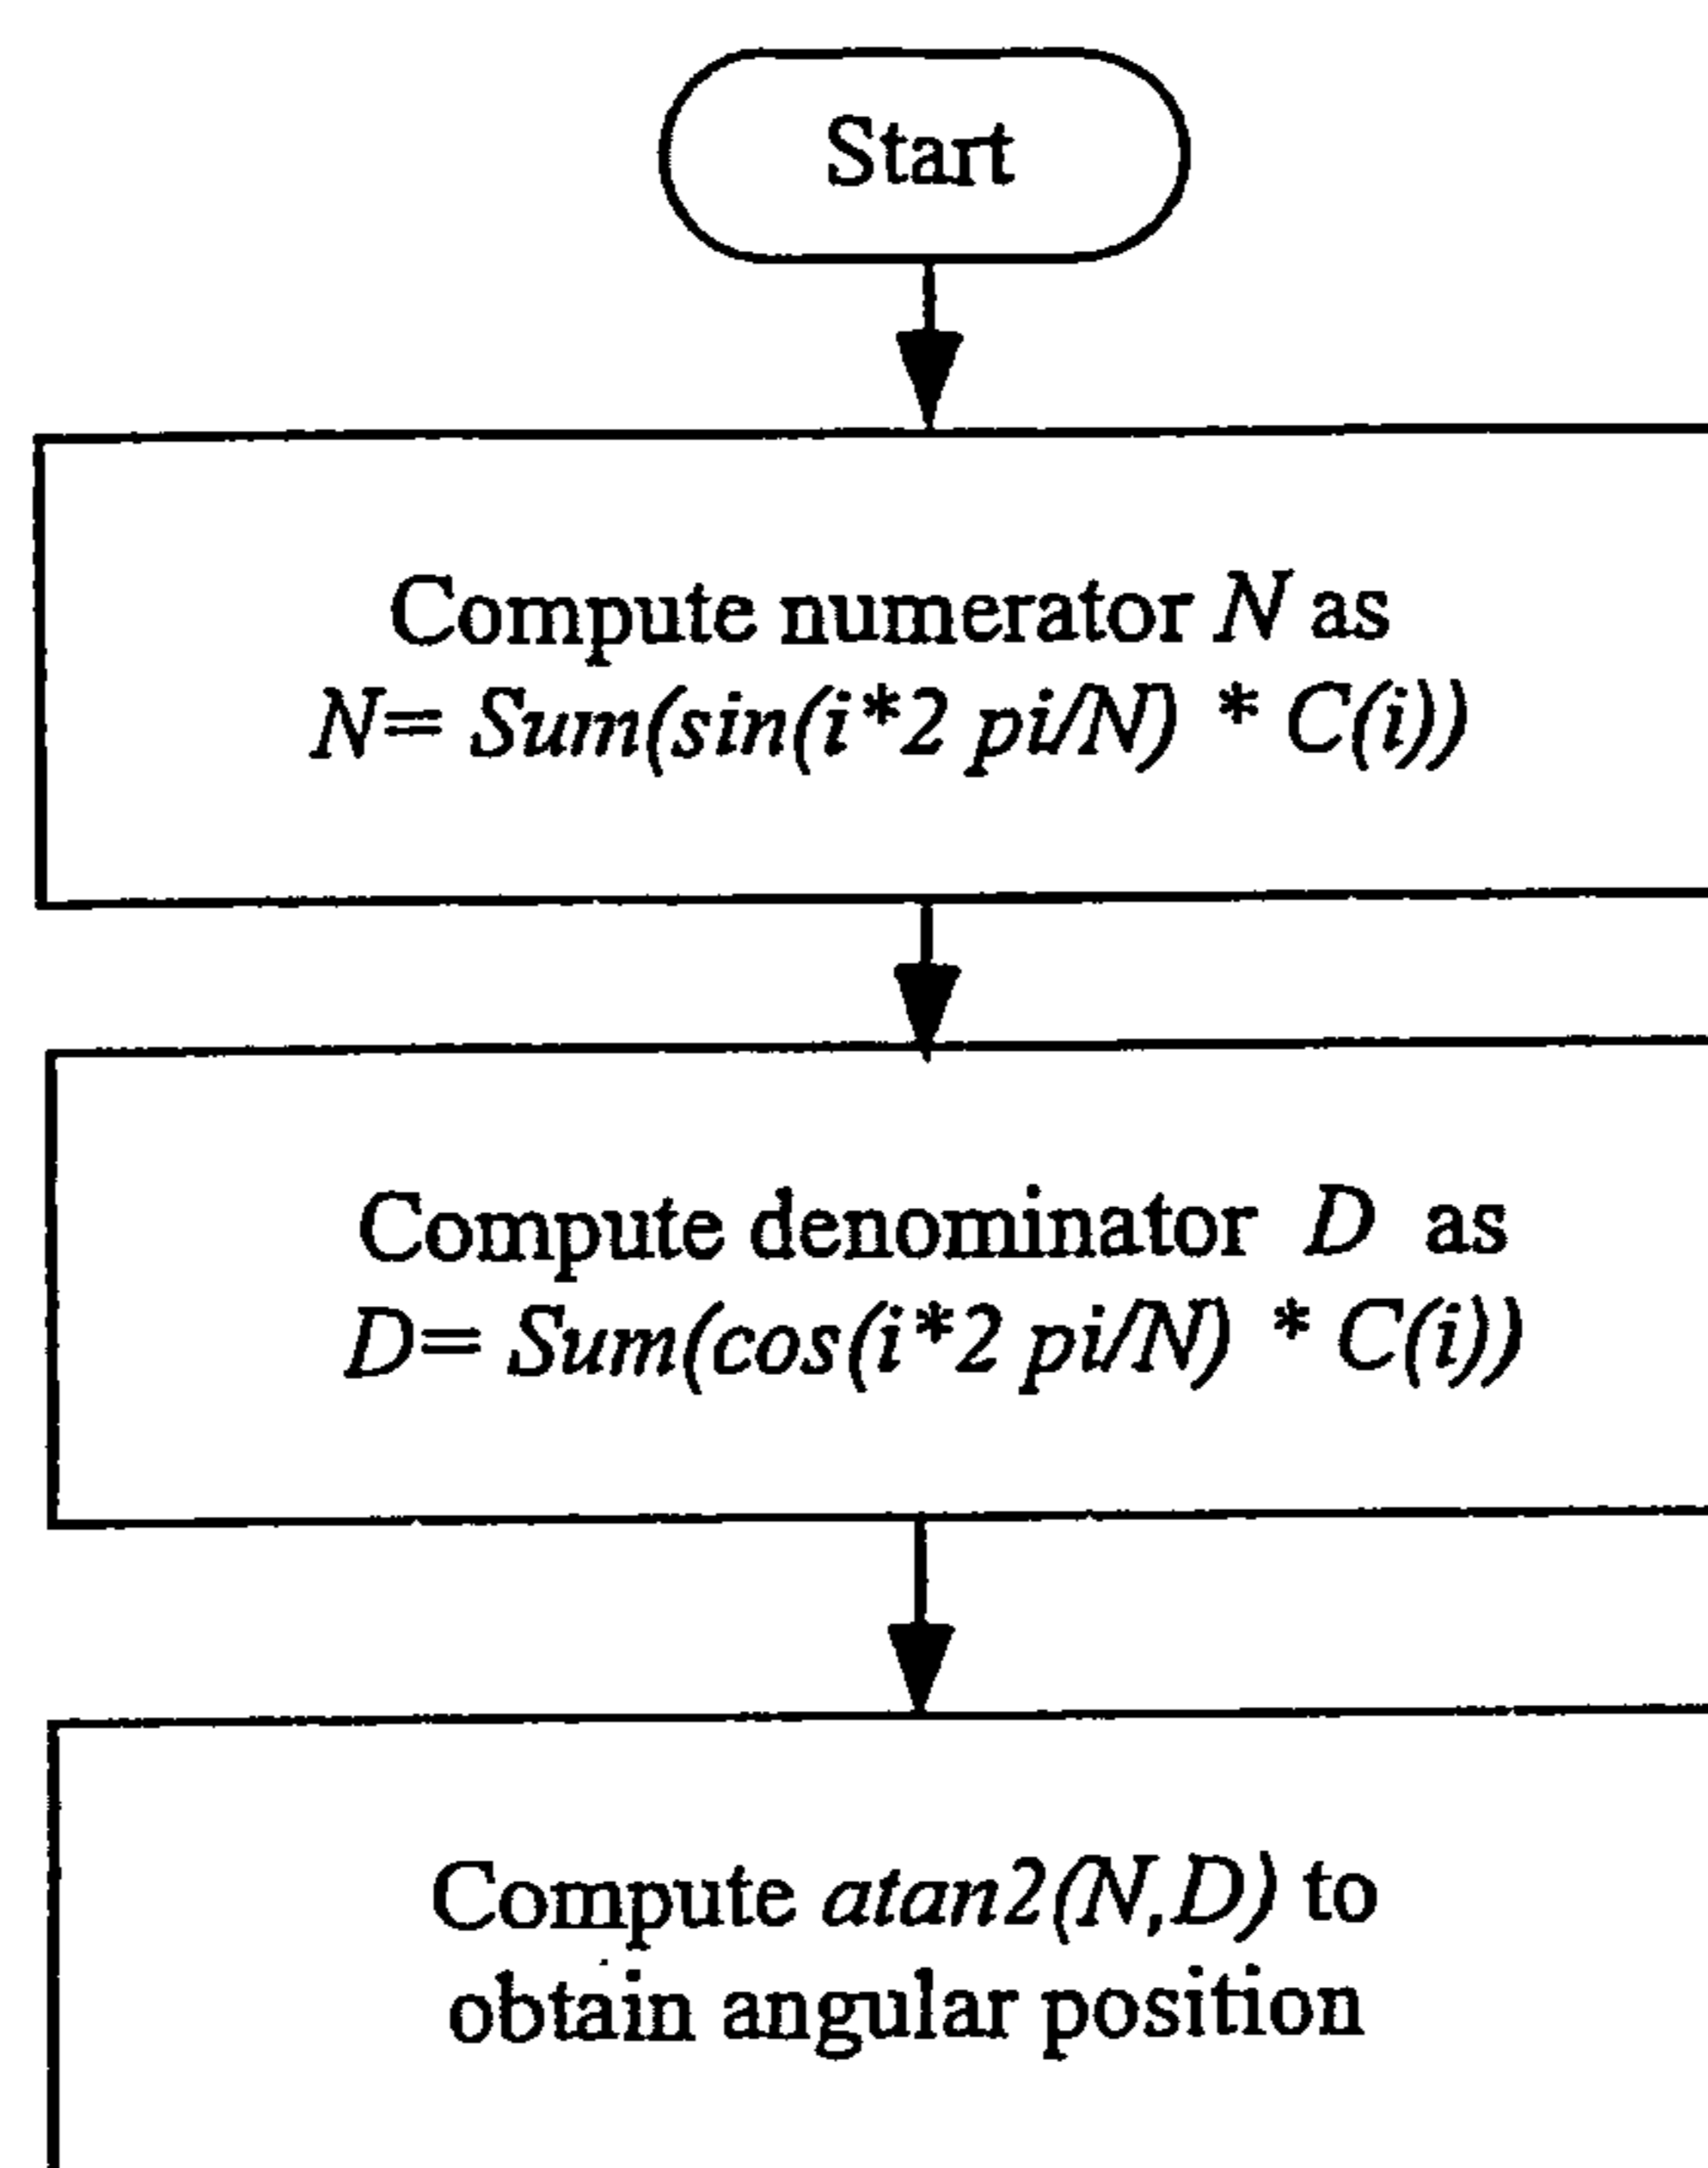 Start
Compute numerator N as
N= Sum(sin(i*2 pi/N) * C(i))
Compute denominator D as
D= Sum(cos(i*2 pi/N) * C(i))
Compute atan2(N,D) to
obtain angular position